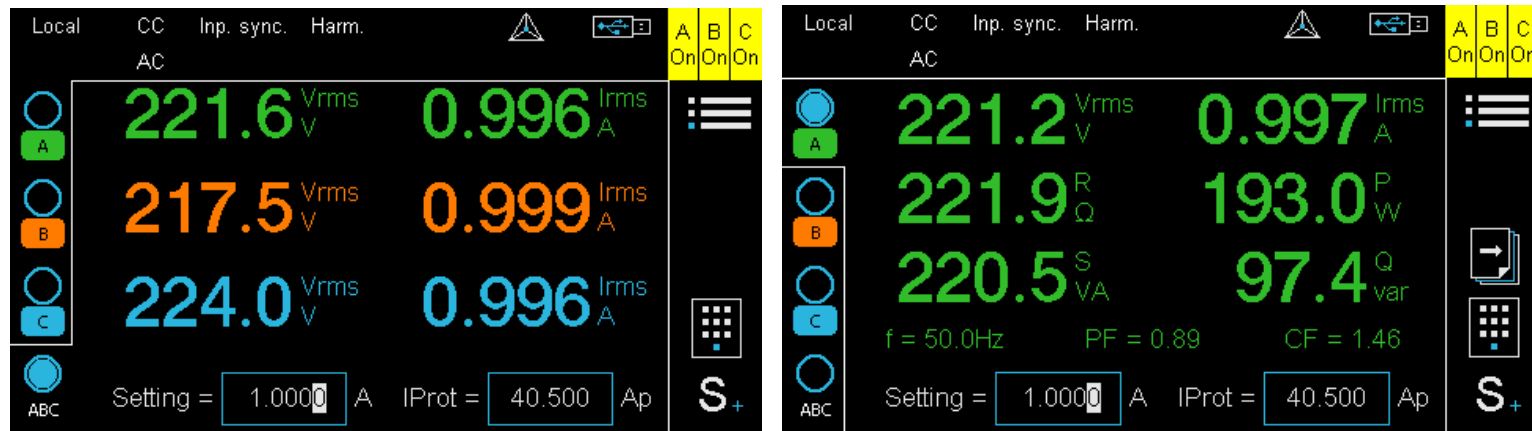 Local CC Inp. sync. Harm. A B C
AC On On On
221.6 Vrms V 0.996 Irms A
A
217.5 Vrms V 0.999 Irms A
B
224.0 Vrms V 0.996 Irms A
C
Setting = 1.0000 A IProt = 40.500 Ap S+
ABC
Local CC Inp. sync. Harm. A B C
AC On On On
221.2 Vrms V 0.997 Irms A
A
221.9 R Ω 193.0 P W
B
220.5 S VA 97.4 Q var
C
f = 50.0Hz PF = 0.89 CF = 1.46
Setting = 1.0000 A IProt = 40.500 Ap S+
ABC